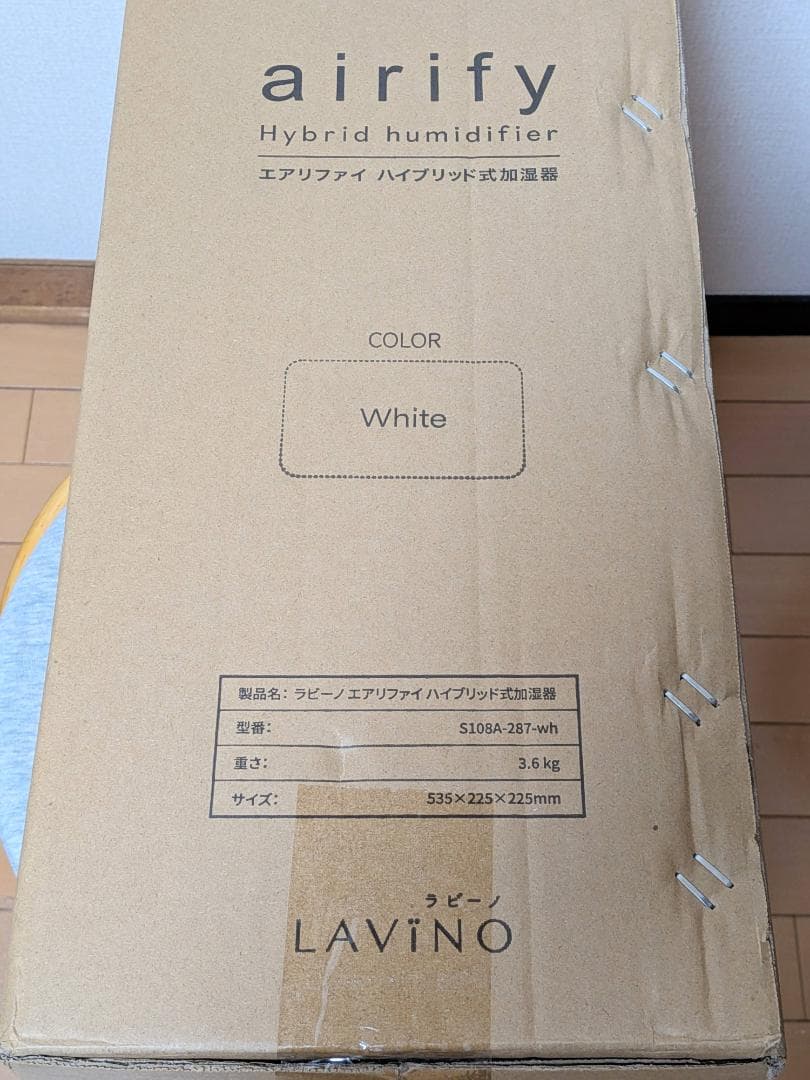 airify
Hybrid humidifier
エアリファイ ハイブリッド式加湿器
COLOR
White
製品名: ラビーノ エアリファイ ハイブリッド式加湿器
型番: S108A-287-wh
重さ: 3.6 kg
サイズ: 535×225×225mm
ラビーノ
LAVïNO